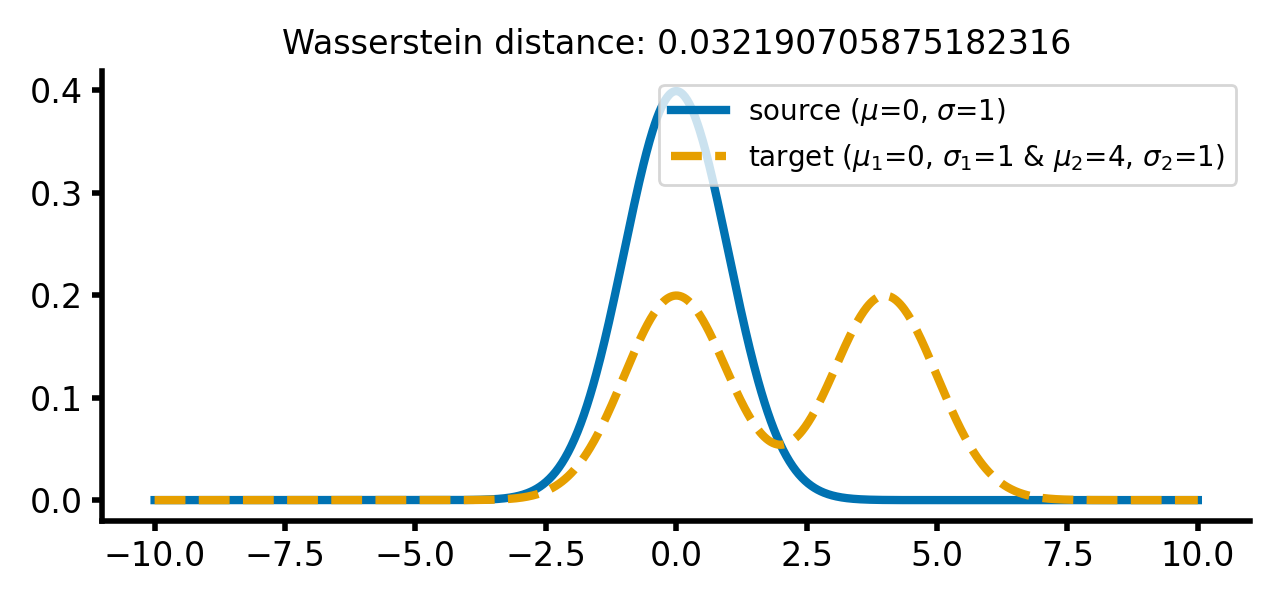 Wasserstein distance: 0.032190705875182316
0.4
0.3
0.2
0.1
0.0
source (μ=0, σ=1)
target (μ₁=0, σ₁=1 & μ₂=4, σ₂=1)
−10.0 −7.5 −5.0 −2.5 0.0 2.5 5.0 7.5 10.0